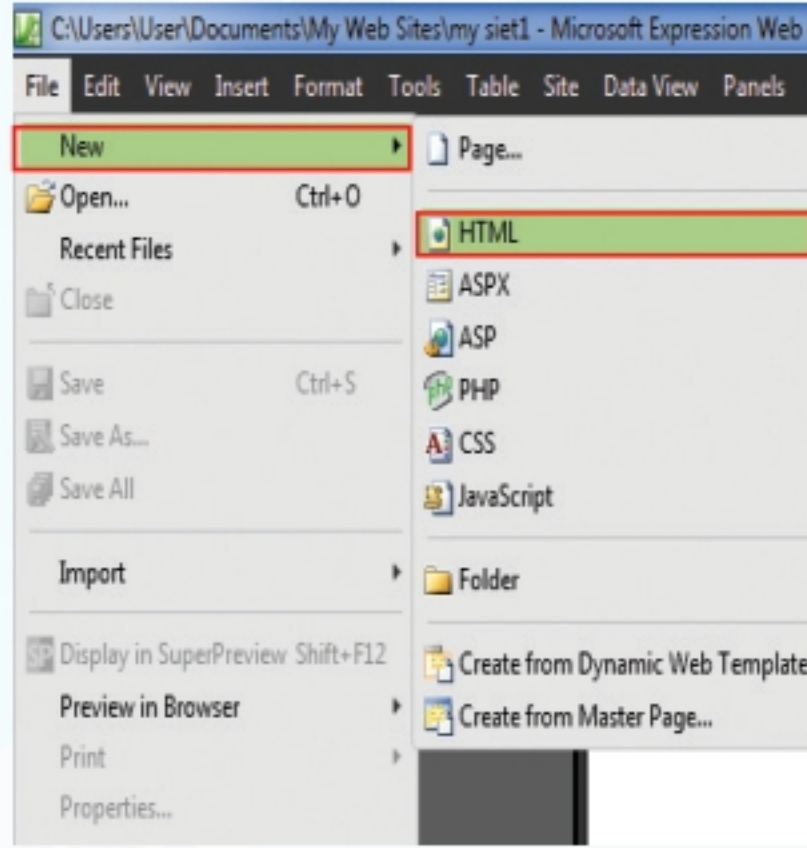 C:\Users\User\Documents\My Web Sites\my siet1 - Microsoft Expression Web
File Edit View Insert Format Tools Table Site Data View Panels
New
Open... Ctrl+O
Recent Files
Close
Save Ctrl+S
Save As...
Save All
Import
Display in SuperPreview Shift+F12
Preview in Browser
Print
Properties...
Page...
HTML
ASPX
ASP
PHP
CSS
JavaScript
Folder
Create from Dynamic Web Template
Create from Master Page...